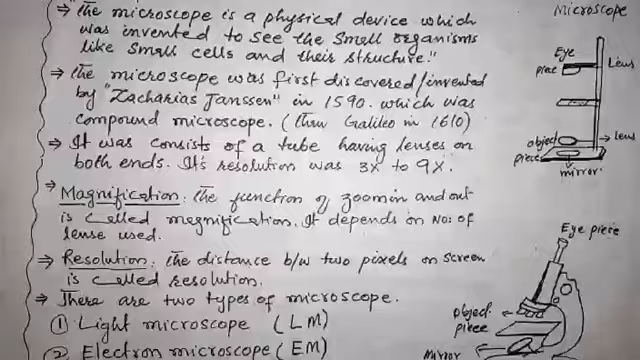 → "The microscope is a physical device which
was invented to see the small organisms
like small cells and their structure."
→ The microscope was first discovered/invented
by "Zacharias Janssen" in 1590. which was
compound microscope. (then Galileo in 1610)
→ It was consists of a tube having lenses on
both ends. It's resolution was 3X to 9X.
→ Magnification: The function of zoomin and out
is called magnification. It depends on No: of
lense used.
→ Resolution: The distance b/w two pixels on screen
is called resolution.
→ There are two types of microscope.
① Light microscope (LM)
② Electron microscope (EM)
Microscope
Eye
piec
Lens
object
piece
lens
mirror
Eye piece
object
piece
Mirror